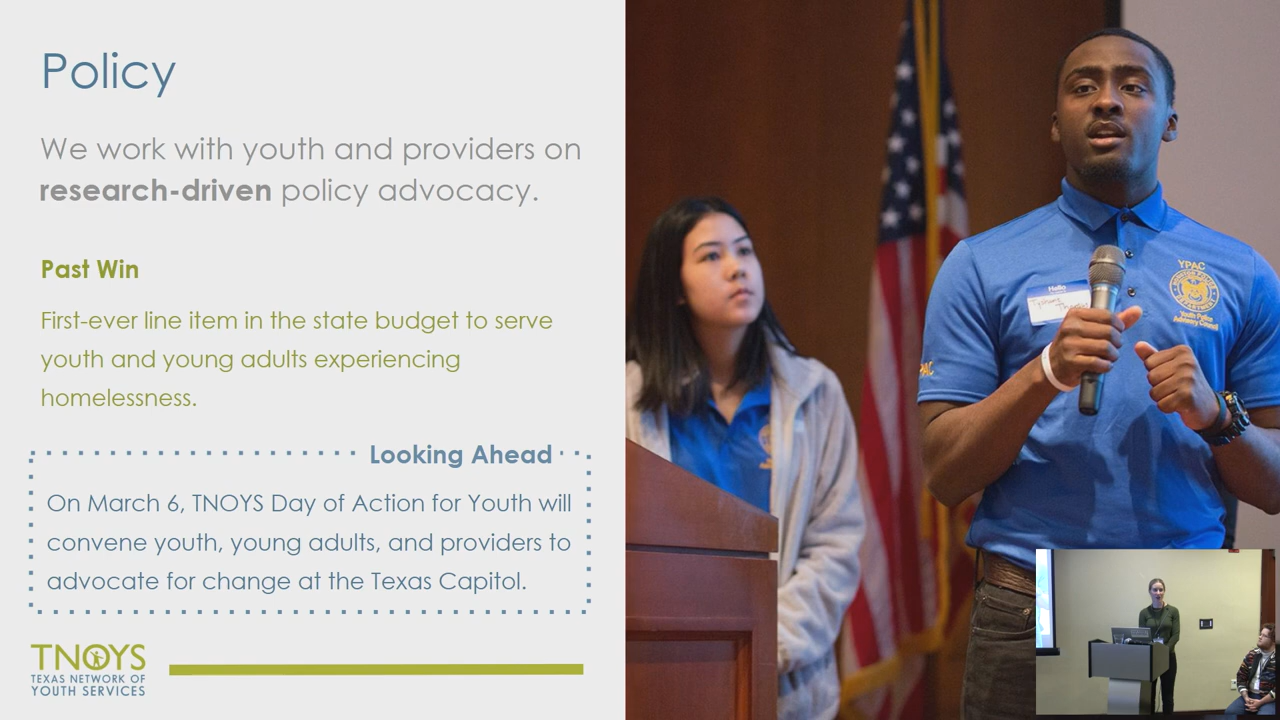 Policy
We work with youth and providers on
research-driven policy advocacy.
Past Win
First-ever line item in the state budget to serve
youth and young adults experiencing
homelessness.
Looking Ahead
On March 6, TNOYS Day of Action for Youth will
convene youth, young adults, and providers to
advocate for change at the Texas Capitol.
TNOYS
TEXAS NETWORK OF
YOUTH SERVICES
YPAC
Youth Police
Advisory Council
Hello